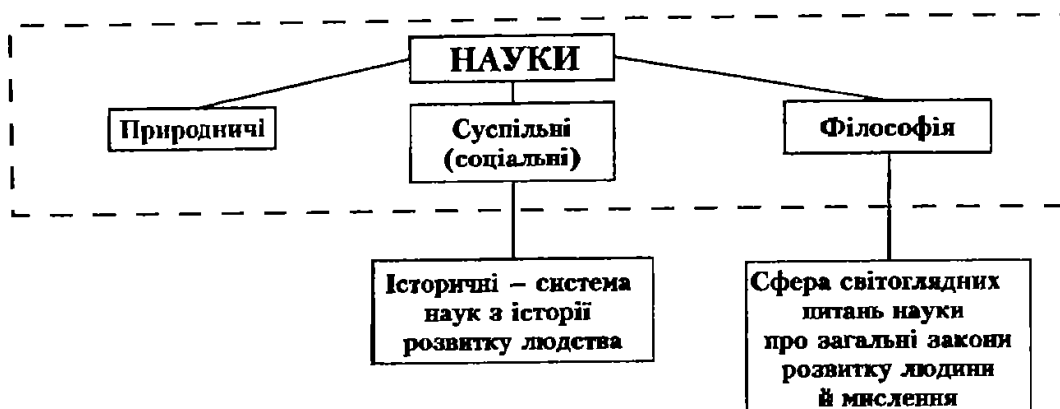 НАУКИ
Природничі
Суспільні
(соціальні)
Філософія
Історичні – система
наук з історії
розвитку людства
Сфера світоглядних
питань науки
про загальні закони
розвитку людини
й мислення